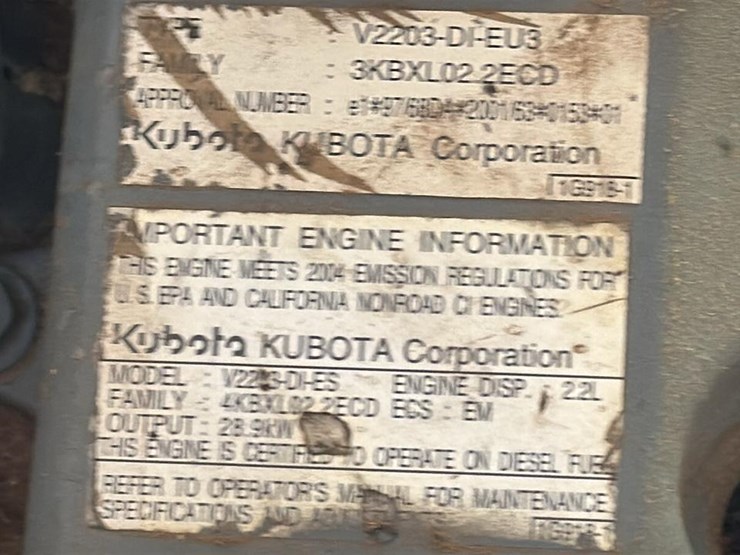 TYPE : V2203-DI-EU3
FAMILY : 3KBXL02.2ECD
APPROVAL NUMBER : e1*97/68DA*2001/63*0153*01
Kubota KUBOTA Corporation
1G918-1
IMPORTANT ENGINE INFORMATION
THIS ENGINE MEETS 2004 EMISSION REGULATIONS FOR
U.S. EPA AND CALIFORNIA NONROAD CI ENGINES.
Kubota KUBOTA Corporation
MODEL : V2203-DI-ES ENGINE DISP. : 2.2L
FAMILY : 4KBXL02.2ECD ECS : EM
OUTPUT : 28.9kW
THIS ENGINE IS CERTIFIED TO OPERATE ON DIESEL FUEL
REFER TO OPERATOR'S MANUAL FOR MAINTENANCE
SPECIFICATIONS AND